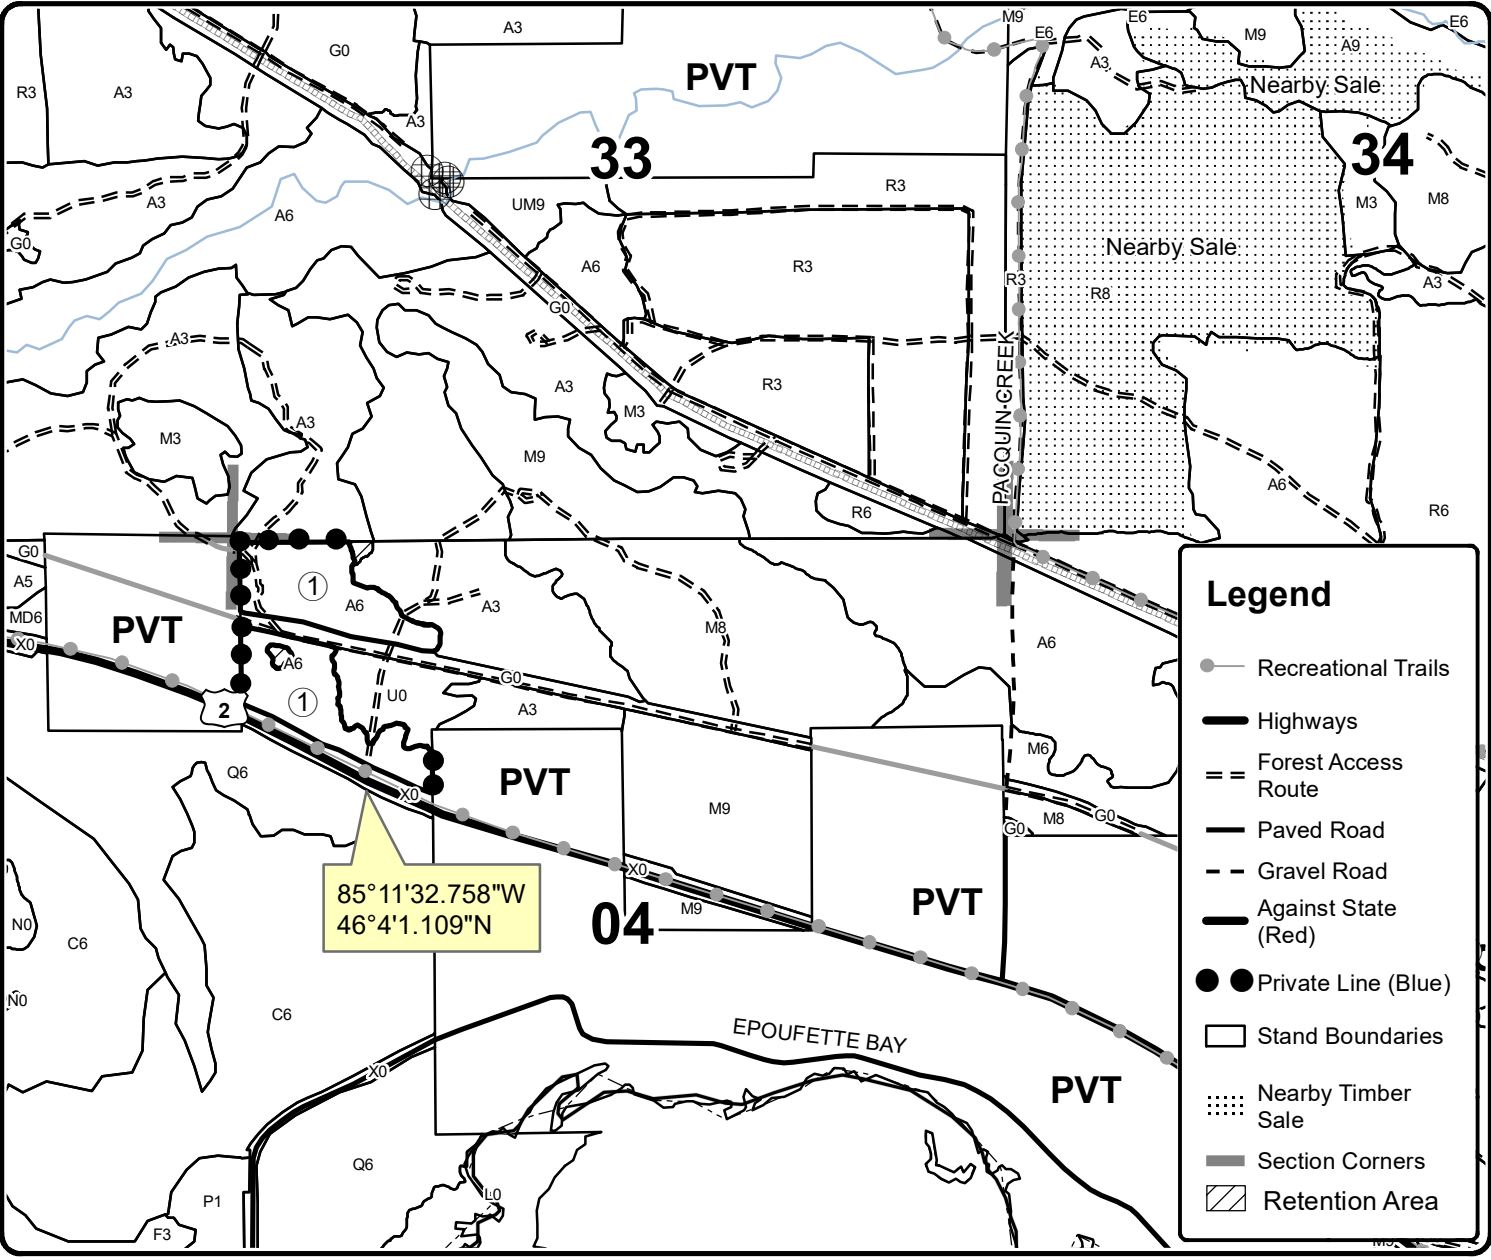 A3
M9
E6
E6
E6
G0
M9
A9
PVT
A3
Nearby Sale
R3
A3
A3
33
34
R3
A3
A6
UM9
M3
M8
G0
Nearby Sale
A6
R3
R3
A3
R8
G0
A3
PACQUIN CREEK
A3
R3
M3
A3
M3
M9
A6
R6
R6
G0
A5
1
A6
A3
MD6
PVT
M8
A6
X0
A6
G0
U0
2
1
A3
M6
Q6
PVT
X0
M9
M8
G0
G0
X0
85°11'32.758"W
46°4'1.109"N
PVT
M9
04
N0
C6
N0
C6
EPOUFETTE BAY
X0
PVT
Q6
P1
L0
F3
M9
Legend
Recreational Trails
Highways
Forest Access
Route
Paved Road
Gravel Road
Against State
(Red)
Private Line (Blue)
Stand Boundaries
Nearby Timber
Sale
Section Corners
Retention Area